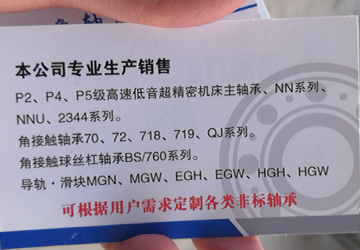 本公司专业生产销售
P2、P4、P5级高速低音超精密机床主轴承、NN系列、
NNU、2344系列。
角接触轴承70、72、718、719、QJ系列。
角接触球丝杠轴承BS/760系列。
导轨·滑块MGN、MGW、EGH、EGW、HGH、HGW
可根据用户需求定制各类非标轴承